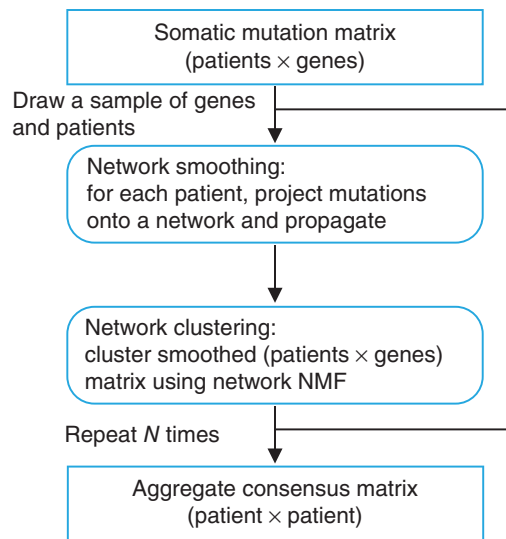 Somatic mutation matrix
(patients × genes)
Draw a sample of genes
and patients
Network smoothing:
for each patient, project mutations
onto a network and propagate
Network clustering:
cluster smoothed (patients × genes)
matrix using network NMF
Repeat N times
Aggregate consensus matrix
(patient × patient)